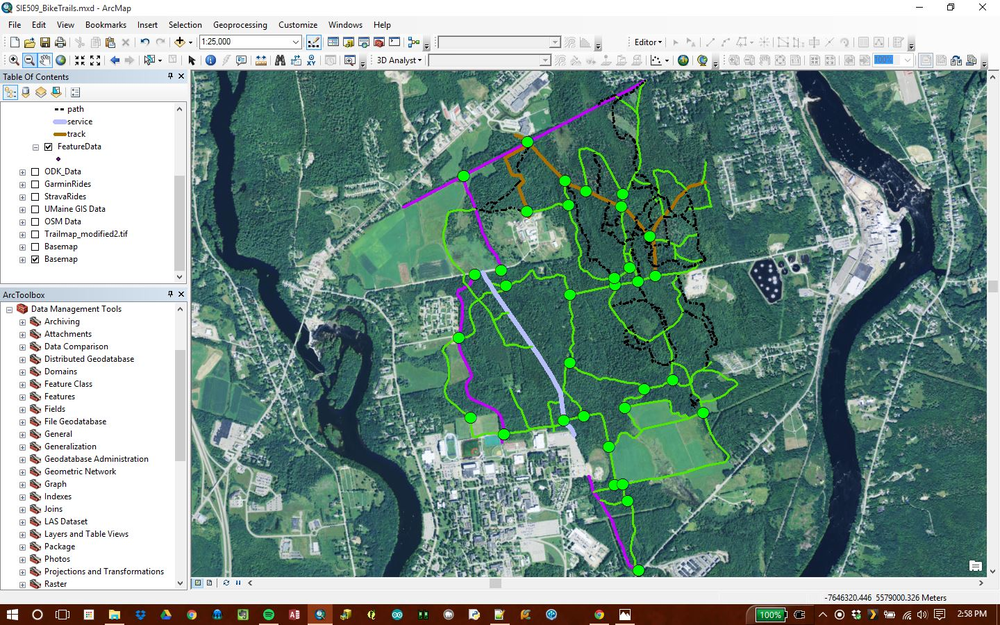 SIE509_BikeTrails.mxd - ArcMap
File Edit View Bookmarks Insert Selection Geoprocessing Customize Windows Help
1:25,000
Editor
3D Analyst
100%
Table Of Contents
path
service
track
FeatureData
ODK_Data
GarminRides
StravaRides
UMaine GIS Data
OSM Data
Trailmap_modified2.tif
Basemap
Basemap
ArcToolbox
Data Management Tools
Archiving
Attachments
Data Comparison
Distributed Geodatabase
Domains
Feature Class
Features
Fields
File Geodatabase
General
Generalization
Geodatabase Administration
Geometric Network
Graph
Indexes
Joins
LAS Dataset
Layers and Table Views
Package
Photos
Projections and Transformations
Raster
-7646320.446 5579000.326 Meters
100%
2:58 PM